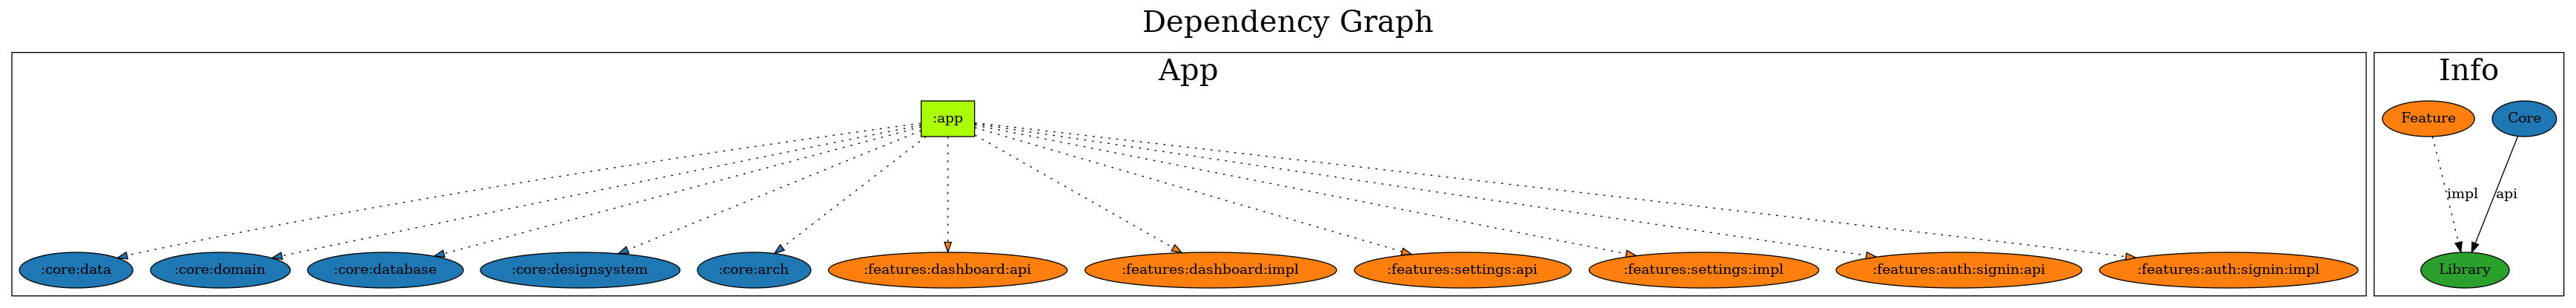 Dependency Graph
App
Info
:app
Feature
Core
impl
api
:core:data
:core:domain
:core:database
:core:designsystem
:core:arch
:features:dashboard:api
:features:dashboard:impl
:features:settings:api
:features:settings:impl
:features:auth:signin:api
:features:auth:signin:impl
Library